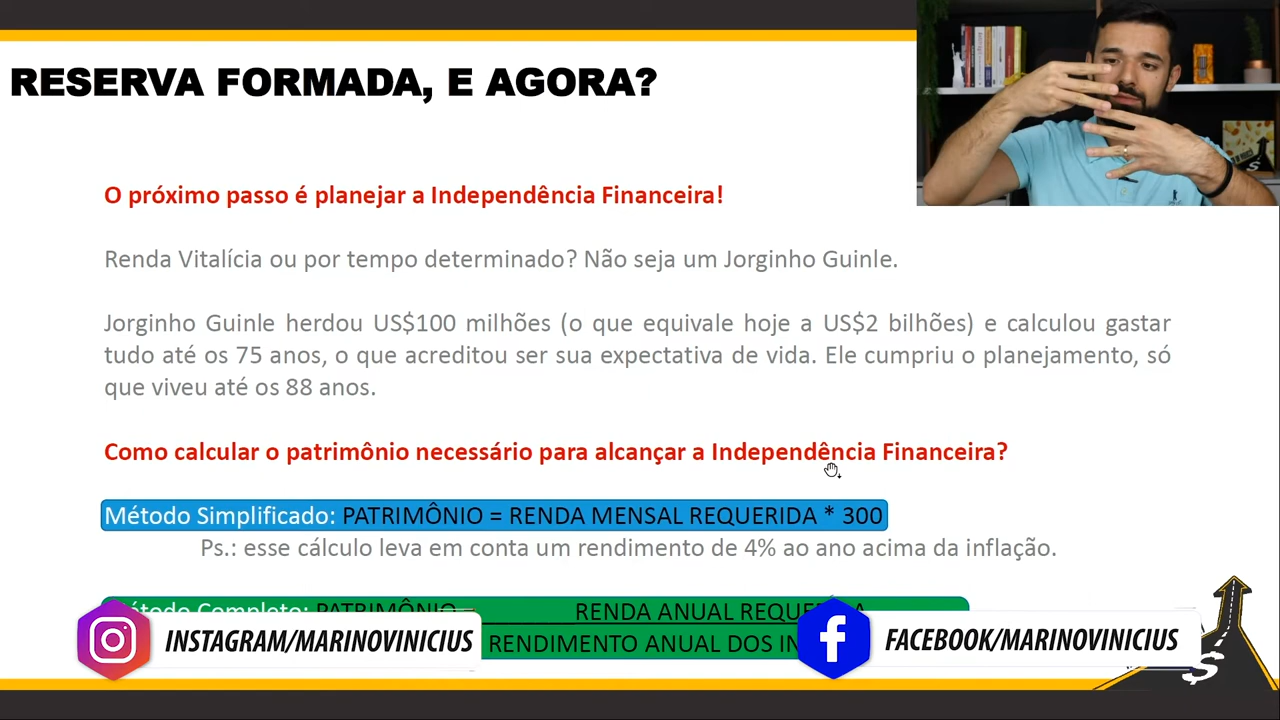 RESERVA FORMADA, E AGORA?
O próximo passo é planejar a Independência Financeira!
Renda Vitalícia ou por tempo determinado? Não seja um Jorginho Guinle.
Jorginho Guinle herdou US$100 milhões (o que equivale hoje a US$2 bilhões) e calculou gastar
tudo até os 75 anos, o que acreditou ser sua expectativa de vida. Ele cumpriu o planejamento, só
que viveu até os 88 anos.
Como calcular o patrimônio necessário para alcançar a Independência Financeira?
Método Simplificado: PATRIMÔNIO = RENDA MENSAL REQUERIDA * 300
Ps.: esse cálculo leva em conta um rendimento de 4% ao ano acima da inflação.
Método Completo: PATRIMÔNIO = RENDA ANUAL REQUERIDA
RENDIMENTO ANUAL DOS
INSTAGRAM/MARINOVINICIUS
FACEBOOK/MARINOVINICIUS